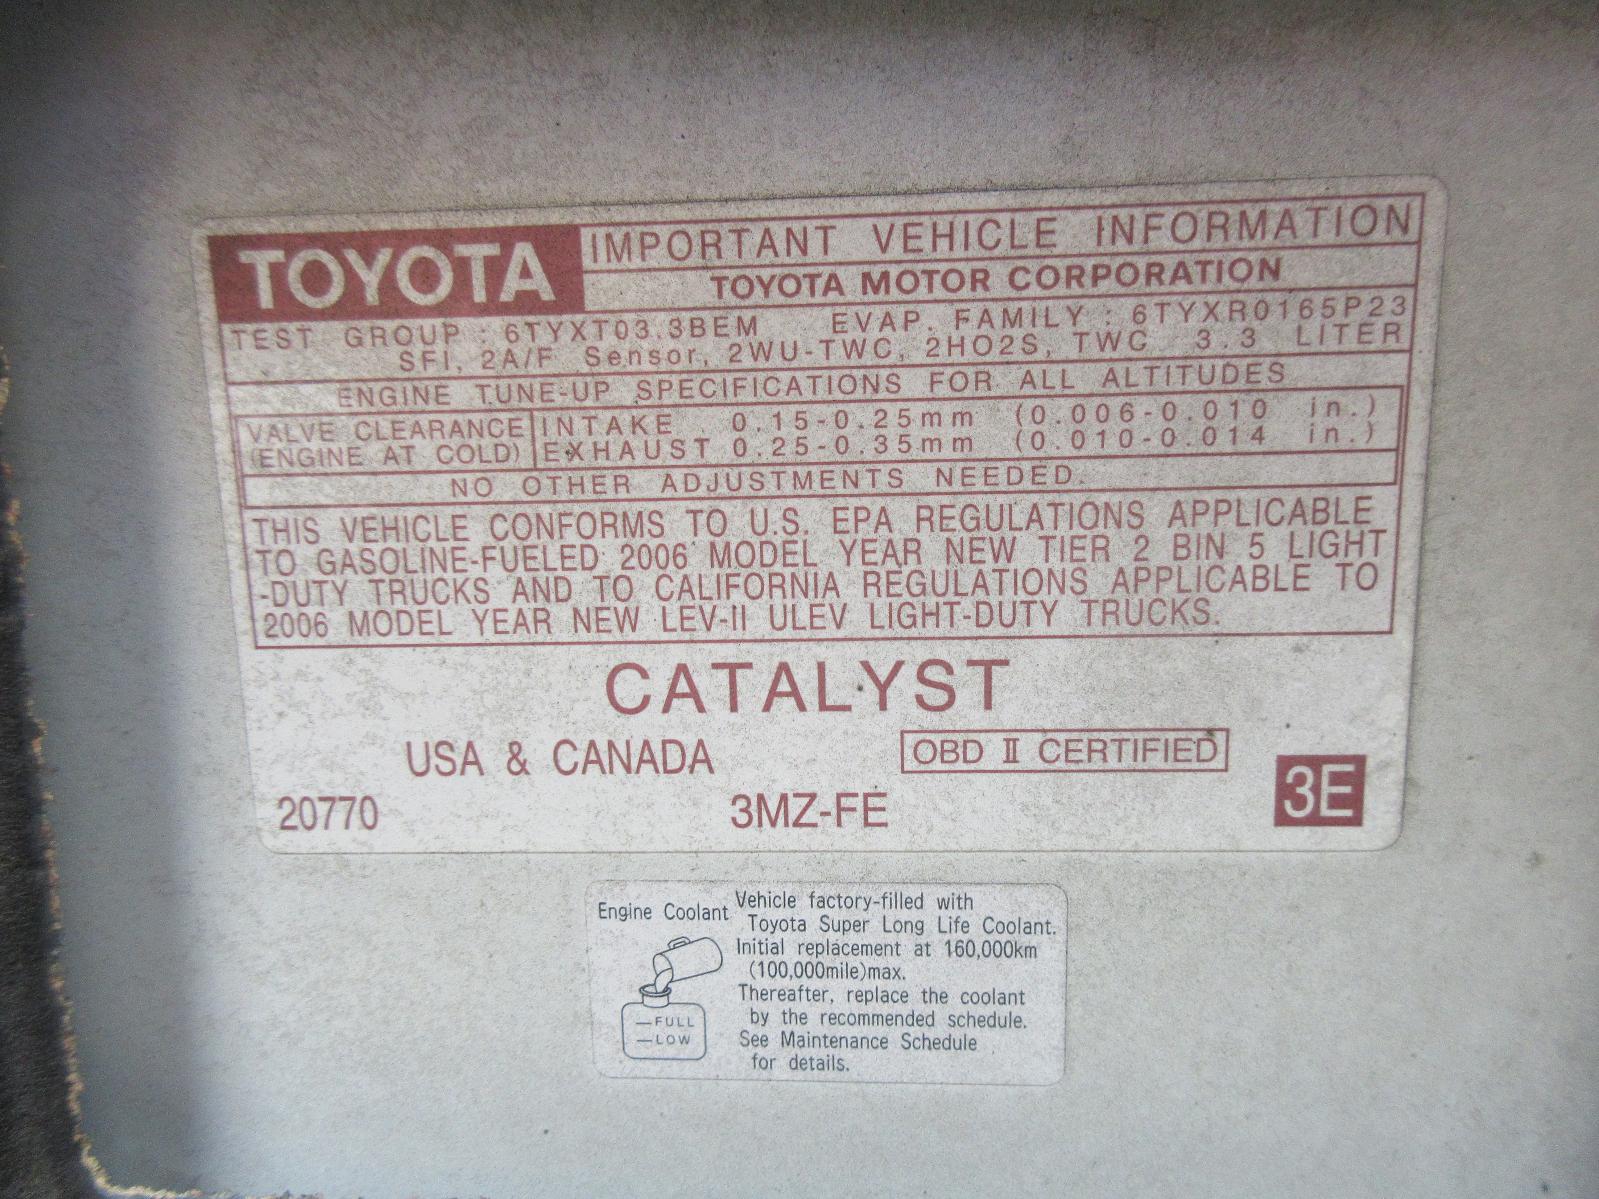 TOYOTA
IMPORTANT VEHICLE INFORMATION
TOYOTA MOTOR CORPORATION
TEST GROUP : 6TYXT03.3BEM EVAP. FAMILY : 6TYXR0165P23
SFI, 2A/F Sensor, 2WU-TWC, 2HO2S, TWC 3.3 LITER
ENGINE TUNE-UP SPECIFICATIONS FOR ALL ALTITUDES
VALVE CLEARANCE INTAKE 0.15-0.25mm (0.006-0.010 in.)
(ENGINE AT COLD) EXHAUST 0.25-0.35mm (0.010-0.014 in.)
NO OTHER ADJUSTMENTS NEEDED.
THIS VEHICLE CONFORMS TO U.S. EPA REGULATIONS APPLICABLE
TO GASOLINE-FUELED 2006 MODEL YEAR NEW TIER 2 BIN 5 LIGHT
-DUTY TRUCKS AND TO CALIFORNIA REGULATIONS APPLICABLE TO
2006 MODEL YEAR NEW LEV-II ULEV LIGHT-DUTY TRUCKS.
CATALYST
USA & CANADA OBD II CERTIFIED
20770 3MZ-FE 3E
Engine Coolant
Vehicle factory-filled with
Toyota Super Long Life Coolant.
Initial replacement at 160,000km
(100,000mile)max.
Thereafter, replace the coolant
by the recommended schedule.
See Maintenance Schedule
for details.
—FULL
—LOW